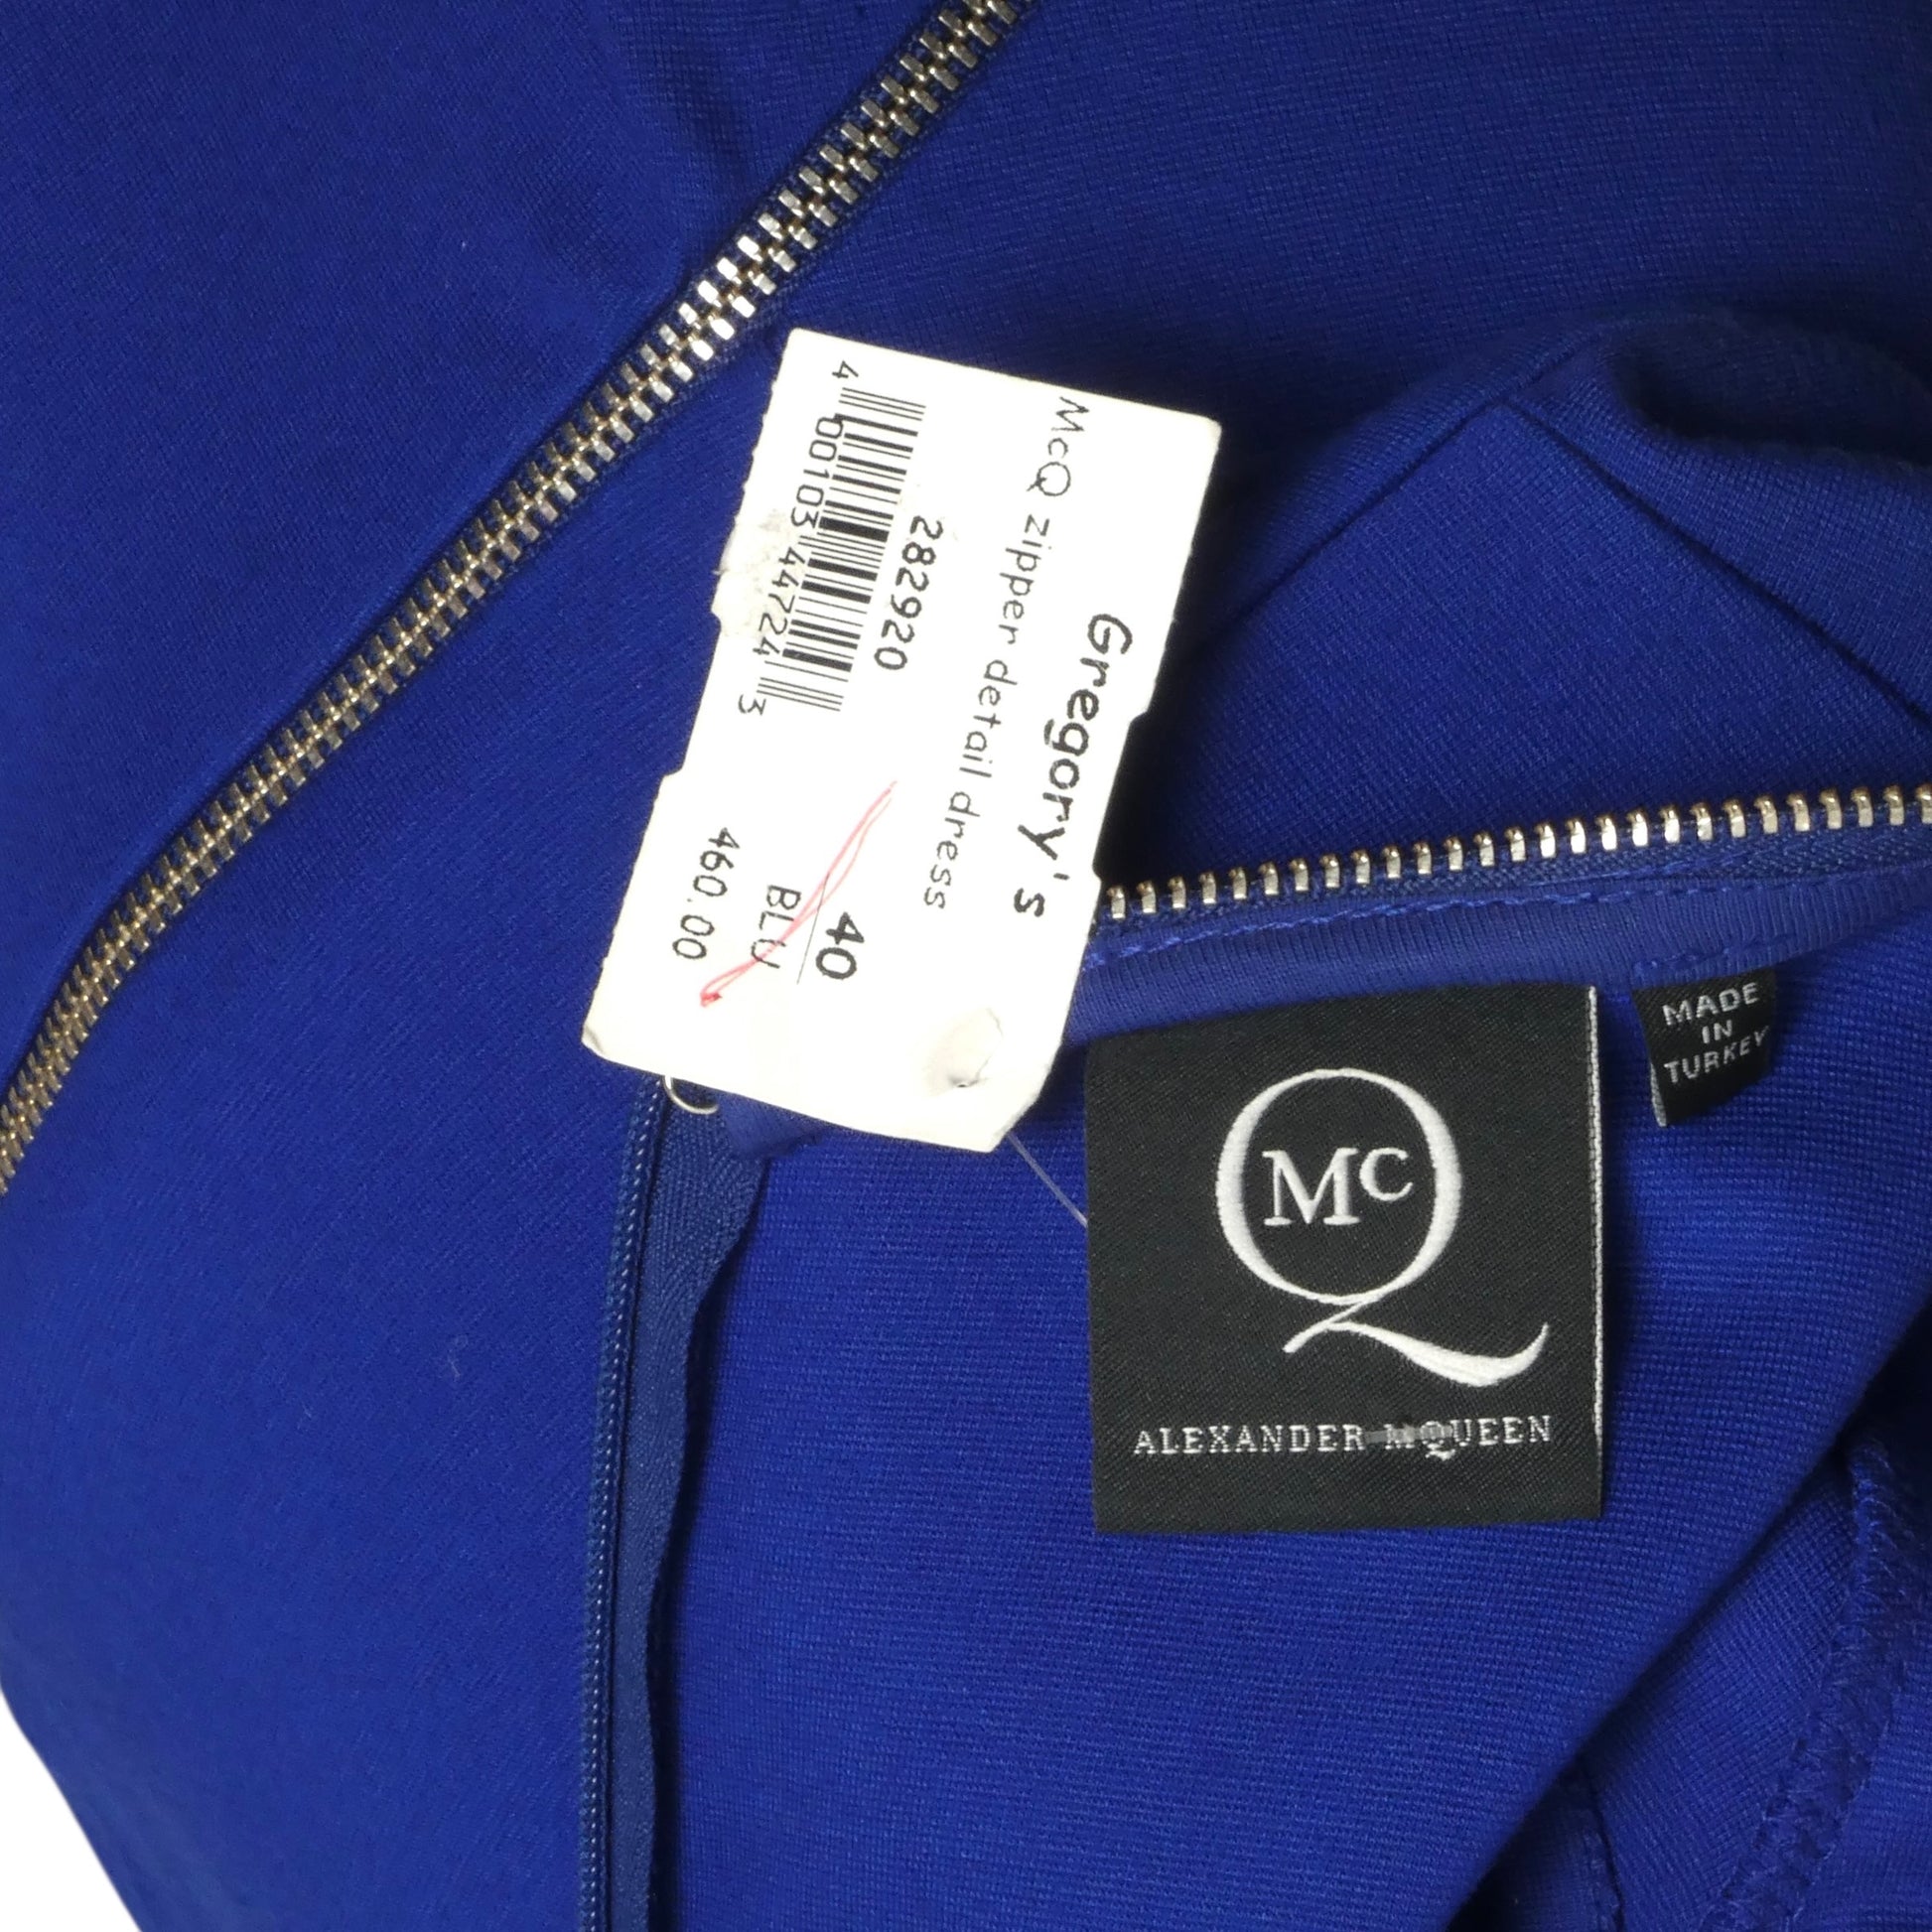 Gregory's
McQ zipper detail dress
282920
40
BLU
460.00
4 00103 44724 3
McQ
ALEXANDER McQUEEN
MADE
IN
TURKEY